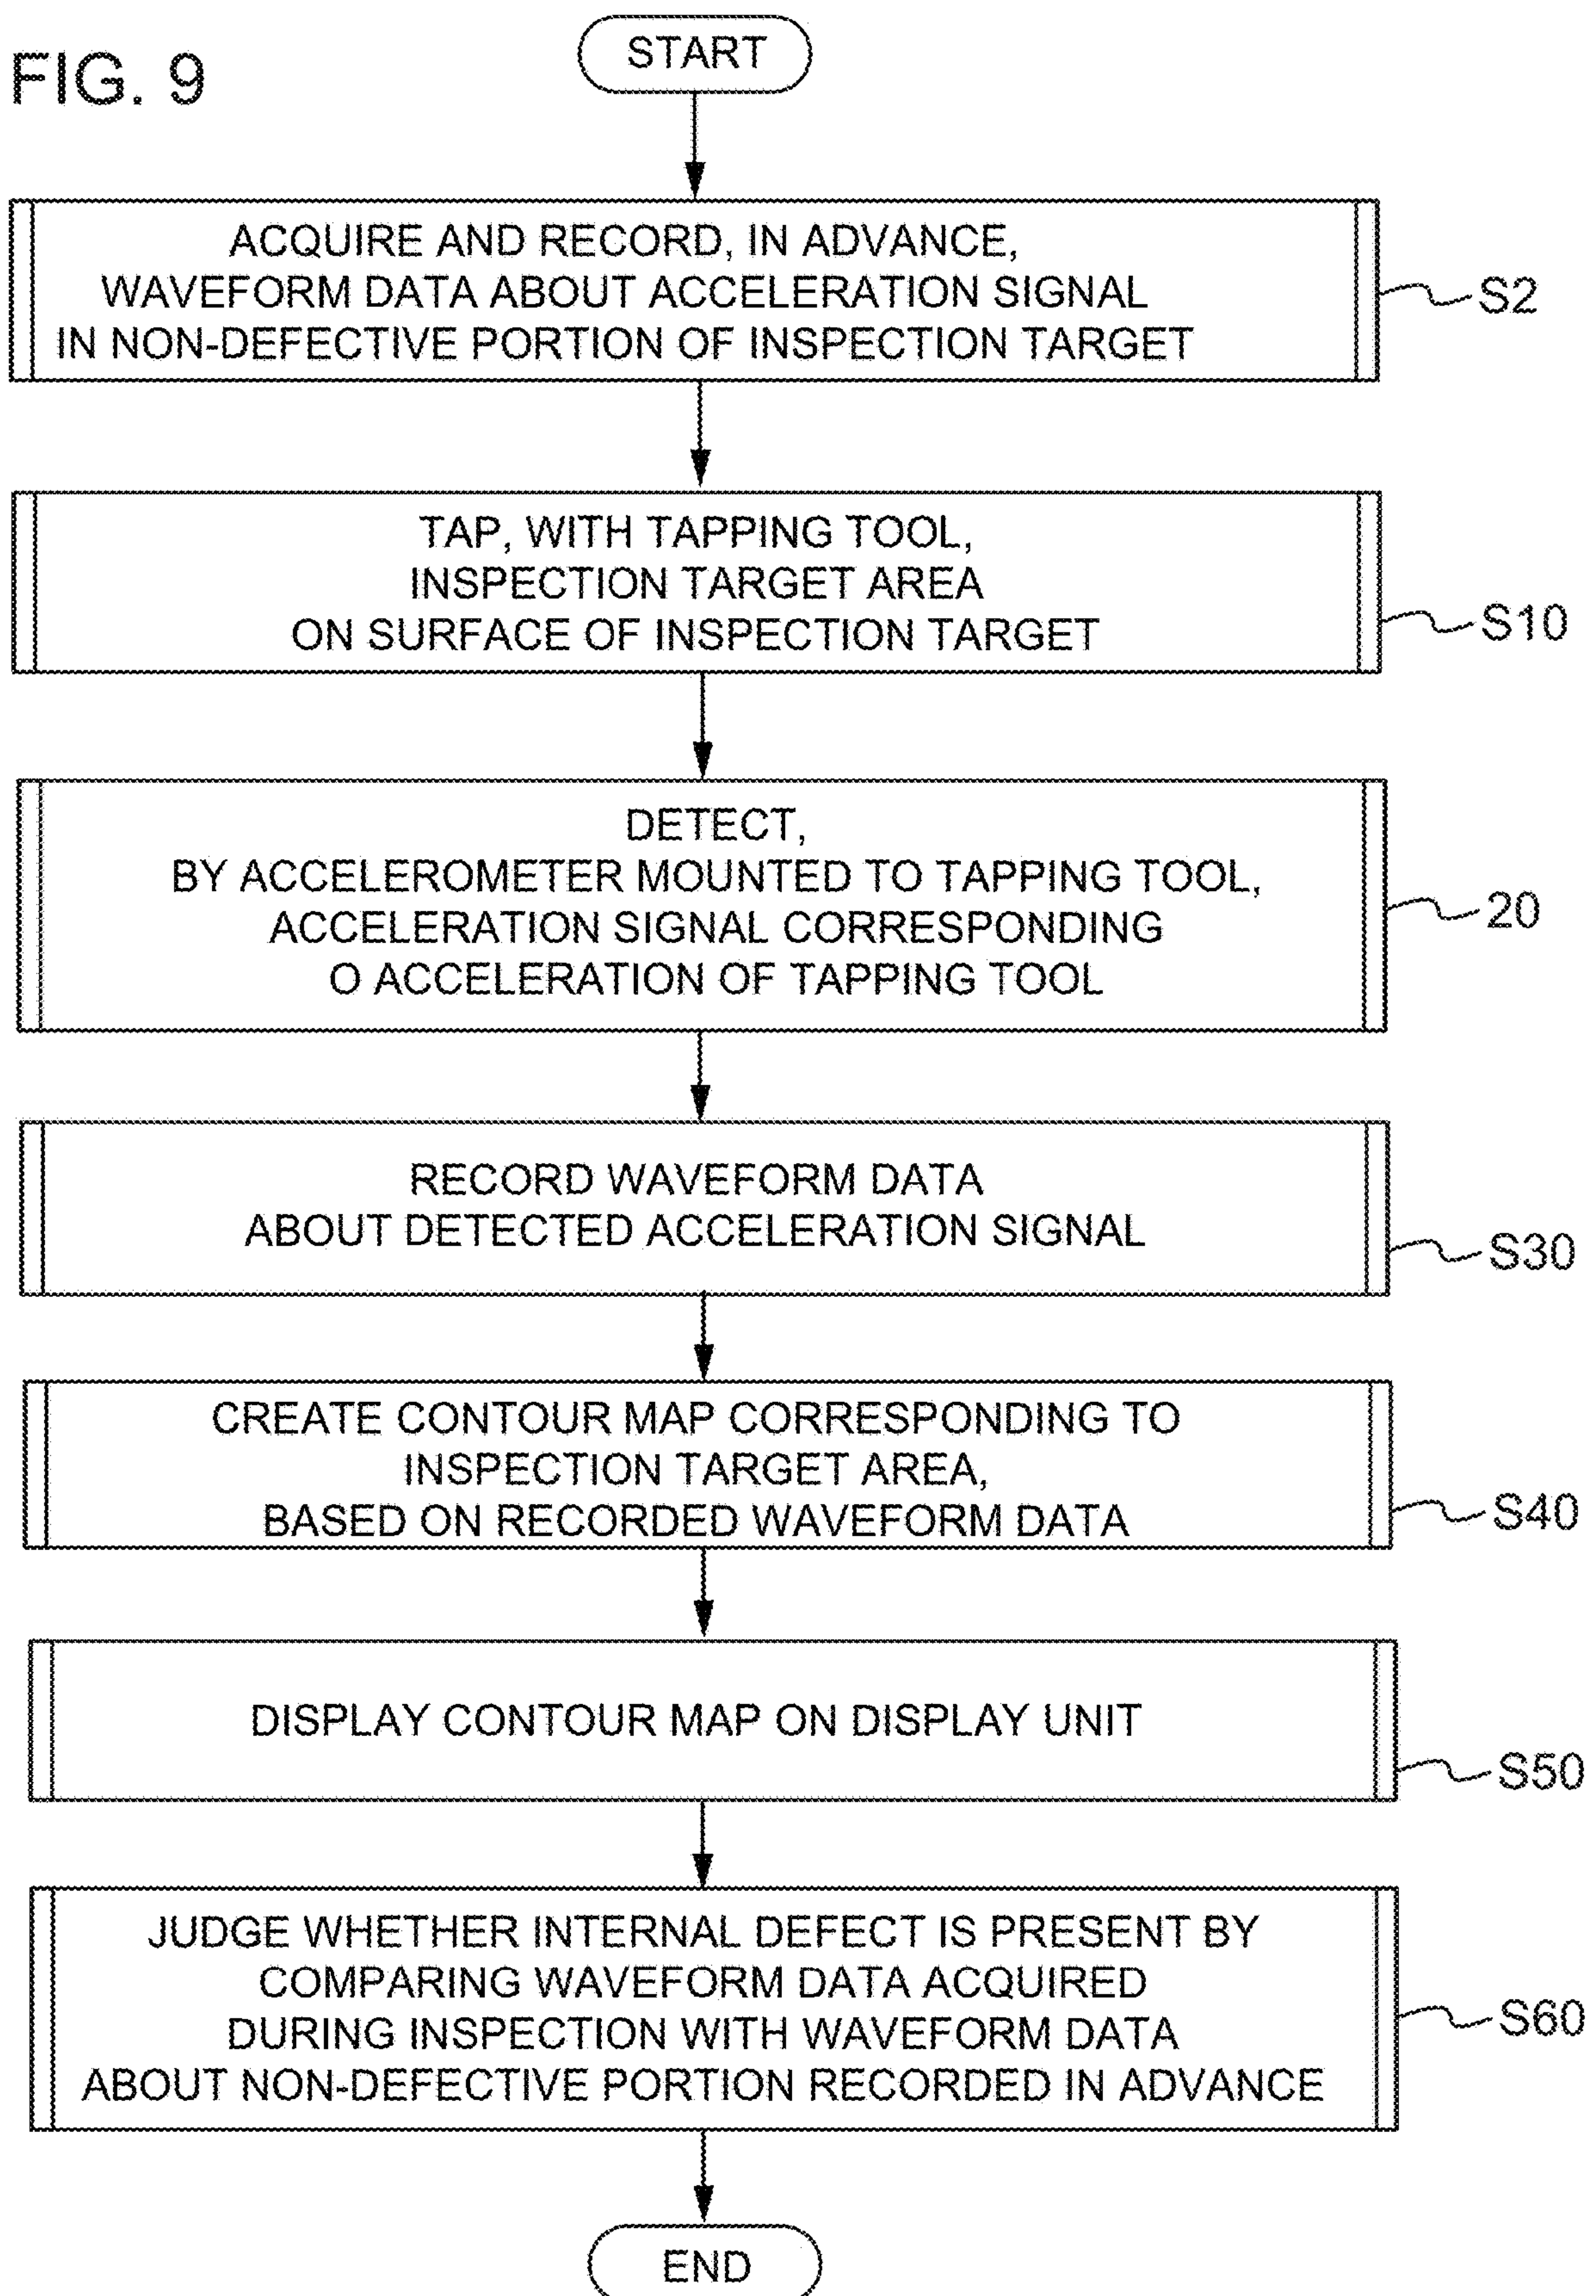 FIG. 9
START
ACQUIRE AND RECORD, IN ADVANCE,
WAVEFORM DATA ABOUT ACCELERATION SIGNAL
IN NON-DEFECTIVE PORTION OF INSPECTION TARGET
S2
TAP, WITH TAPPING TOOL,
INSPECTION TARGET AREA
ON SURFACE OF INSPECTION TARGET
S10
DETECT,
BY ACCELEROMETER MOUNTED TO TAPPING TOOL,
ACCELERATION SIGNAL CORRESPONDING
O ACCELERATION OF TAPPING TOOL
20
RECORD WAVEFORM DATA
ABOUT DETECTED ACCELERATION SIGNAL
S30
CREATE CONTOUR MAP CORRESPONDING TO
INSPECTION TARGET AREA,
BASED ON RECORDED WAVEFORM DATA
S40
DISPLAY CONTOUR MAP ON DISPLAY UNIT
S50
JUDGE WHETHER INTERNAL DEFECT IS PRESENT BY
COMPARING WAVEFORM DATA ACQUIRED
DURING INSPECTION WITH WAVEFORM DATA
ABOUT NON-DEFECTIVE PORTION RECORDED IN ADVANCE
S60
END